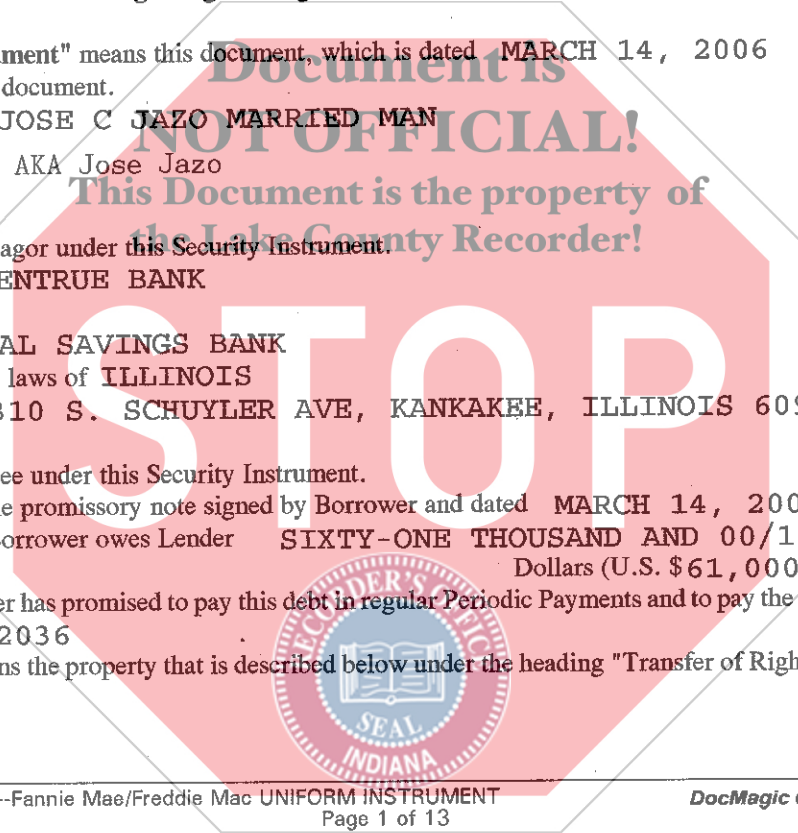 ment" means this document, which is dated MARCH 14, 2006
document.
JOSE C JAZO MARRIED MAN
AKA Jose Jazo
Document is
NOT OFFICIAL!
This Document is the property of
the Lake County Recorder!
agor under this Security Instrument.
ENTRUE BANK
AL SAVINGS BANK
laws of ILLINOIS
310 S. SCHUYLER AVE, KANKAKEE, ILLINOIS 609
STOP
ee under this Security Instrument.
e promissory note signed by Borrower and dated MARCH 14, 200
orrower owes Lender SIXTY-ONE THOUSAND AND 00/1
Dollars (U.S. $61,000
er has promised to pay this debt in regular Periodic Payments and to pay the
2036
ns the property that is described below under the heading "Transfer of Righ
RECORDER'S OFFIC
SEAL
INDIANA
--Fannie Mae/Freddie Mac UNIFORM INSTRUMENT
DocMagic
Page 1 of 13